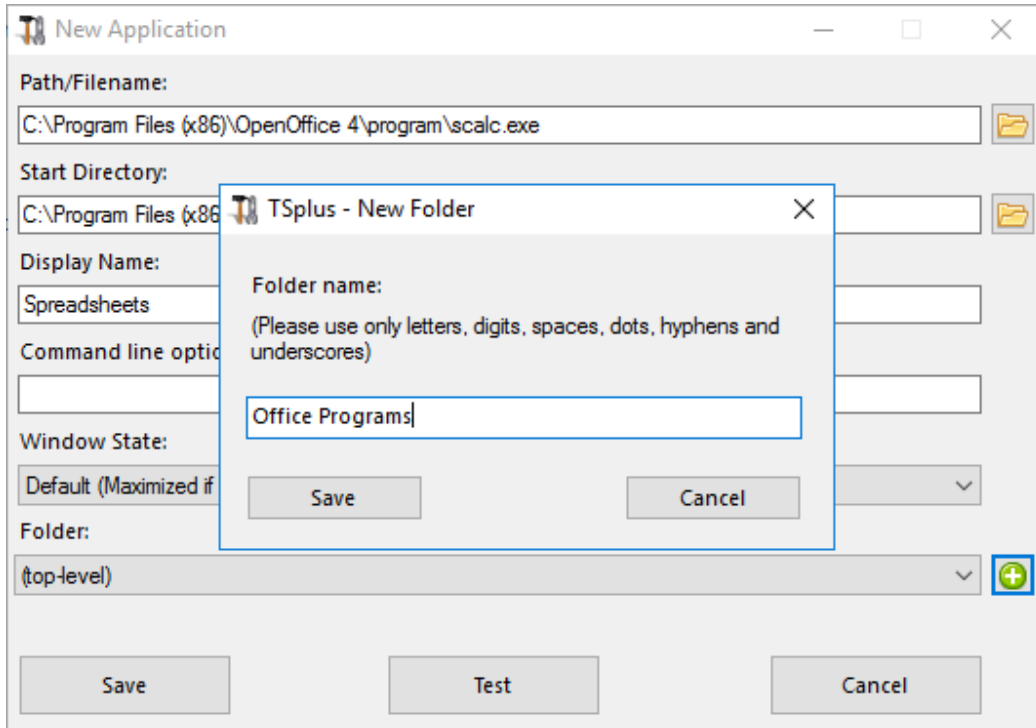 New Application
Path/Filename:
C:\Program Files (x86)\OpenOffice 4\program\scalc.exe
Start Directory:
C:\Program Files (x86
TSplus - New Folder
Folder name:
(Please use only letters, digits, spaces, dots, hyphens and
underscores)
Office Programs
Save
Cancel
Display Name:
Spreadsheets
Command line optio
Window State:
Default (Maximized if
Folder:
(top-level)
Save
Test
Cancel